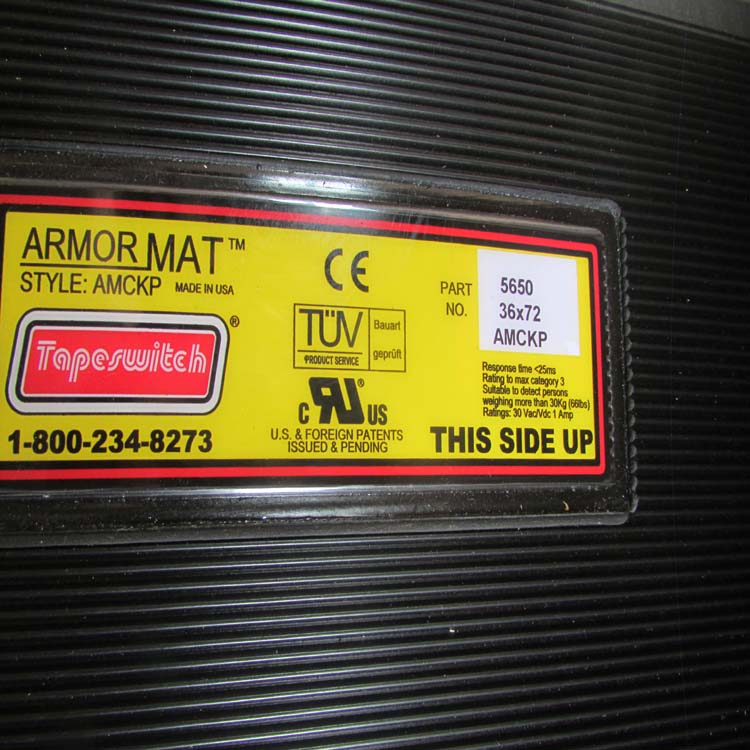 ARMOR MAT™
STYLE: AMCKP MADE IN USA
Tapeswitch®
1-800-234-8273
CE
TÜV
PRODUCT SERVICE
Bauart
geprüft
C RU® US
U.S. & FOREIGN PATENTS
ISSUED & PENDING
PART
NO.
5650
36x72
AMCKP
Response time <25ms
Rating to max category 3
Suitable to detect persons
weighing more than 30Kg (66lbs)
Ratings: 30 Vac/Vdc 1 Amp
THIS SIDE UP